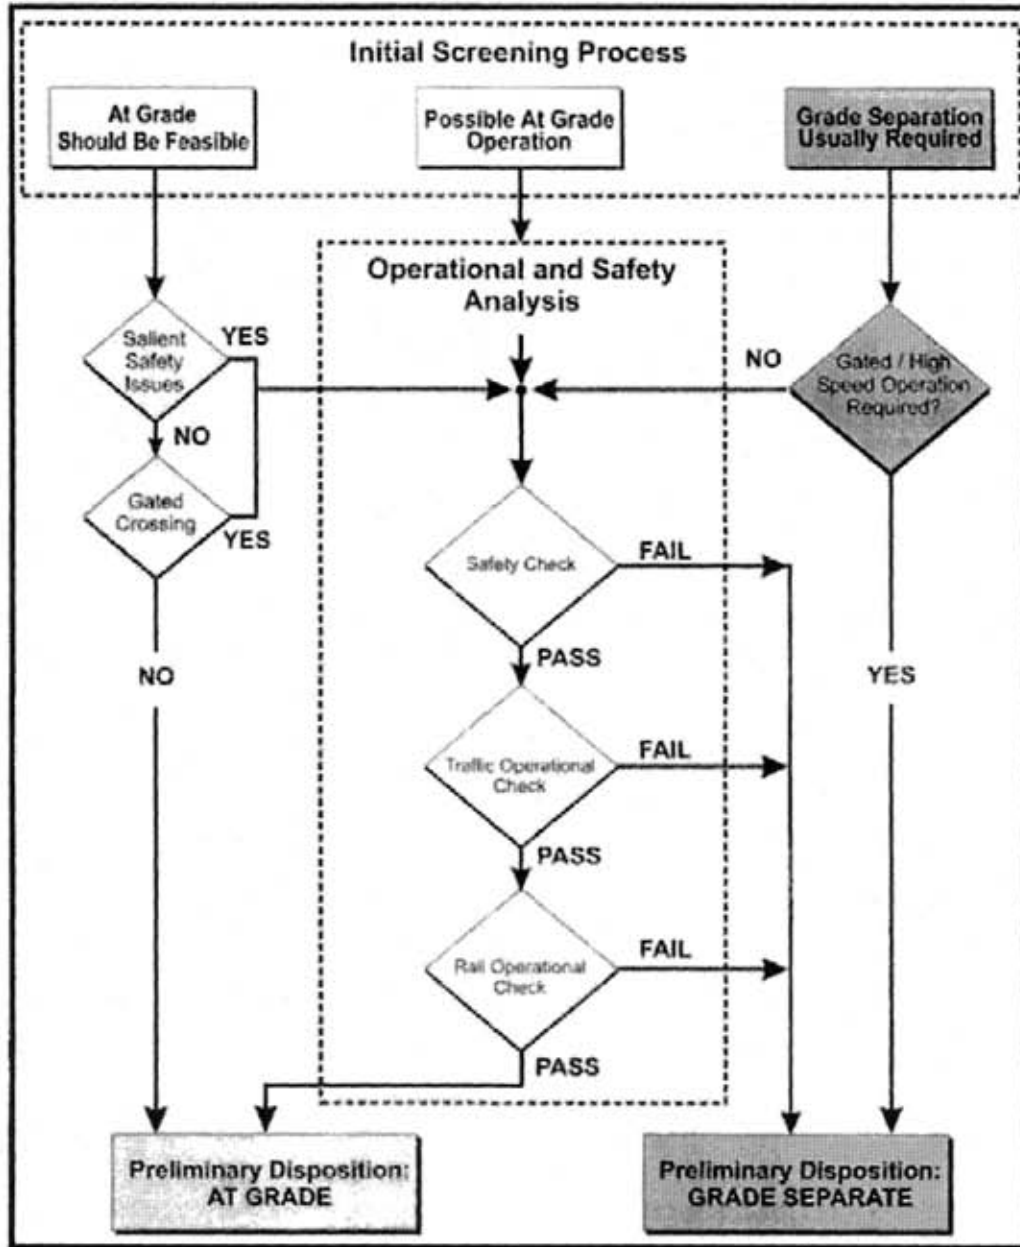 Initial Screening Process
At Grade
Should Be Feasible
Possible At Grade
Operation
Grade Separation
Usually Required
Operational and Safety
Analysis
Salient
Safety
Issues
YES
NO
Gated / High
Speed Operation
Required?
NO
Gated
Crossing
YES
Safety Check
FAIL
PASS
NO
YES
Traffic Operational
Check
FAIL
PASS
Rail Operational
Check
FAIL
PASS
Preliminary Disposition:
AT GRADE
Preliminary Disposition:
GRADE SEPARATE